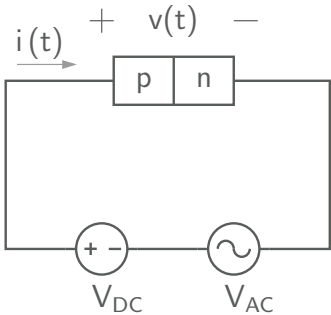 + v(t) −
i(t)
p n
+ −
V_DC V_AC